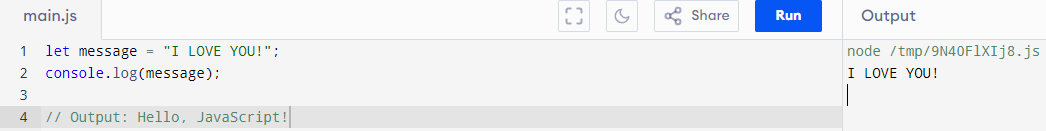 main.js Share Run Output
1 let message = "I LOVE YOU!";
2 console.log(message);
3
4 // Output: Hello, JavaScript!
node /tmp/9N4OFlXIj8.js
I LOVE YOU!